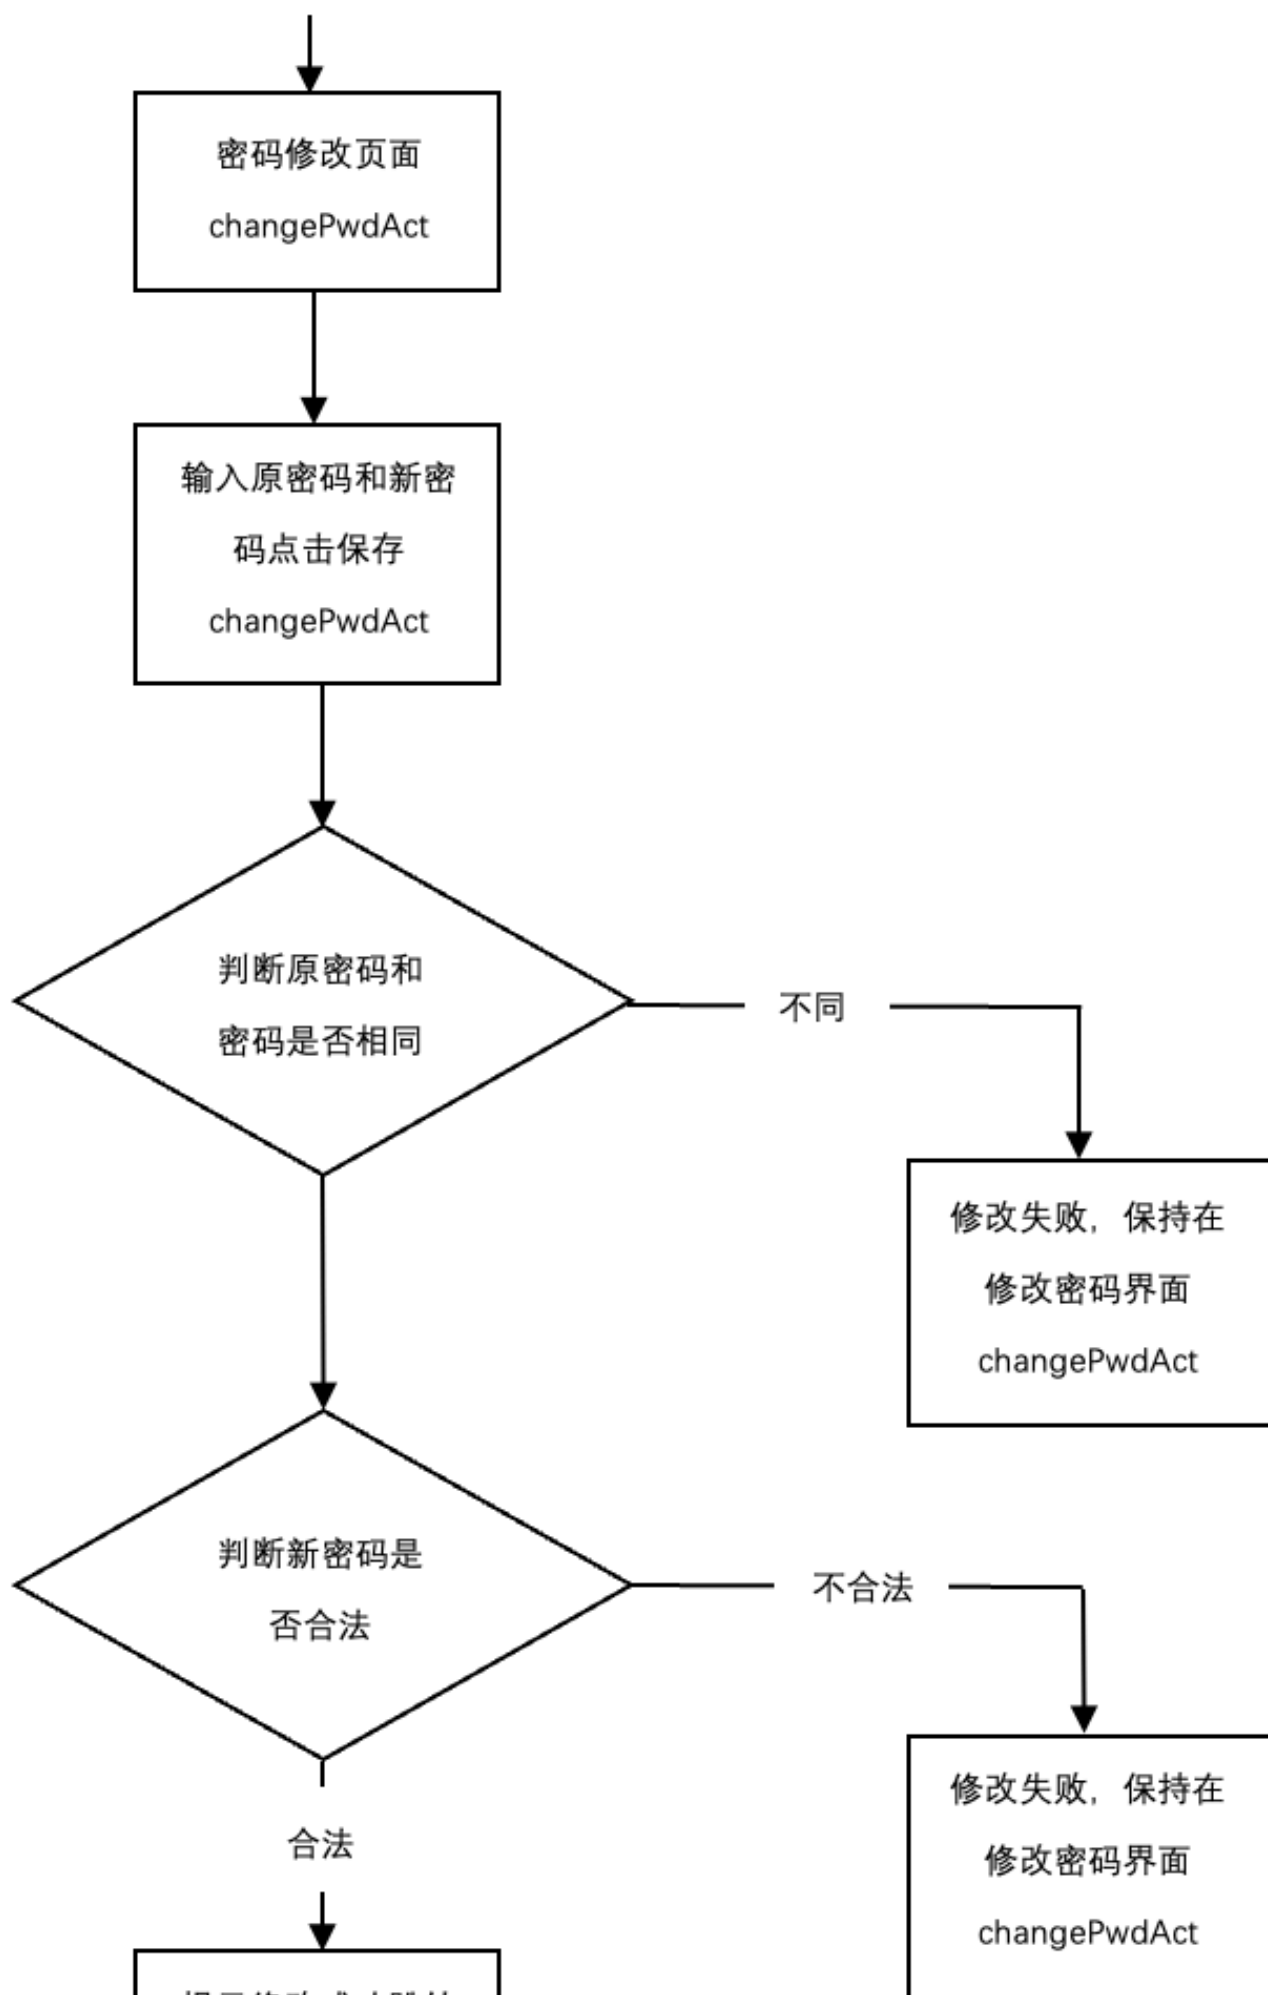 密码修改页面
changePwdAct
输入原密码和新密
码点击保存
changePwdAct
判断原密码和
密码是否相同
不同
修改失败，保持在
修改密码界面
changePwdAct
判断新密码是
否合法
不合法
修改失败，保持在
修改密码界面
changePwdAct
合法